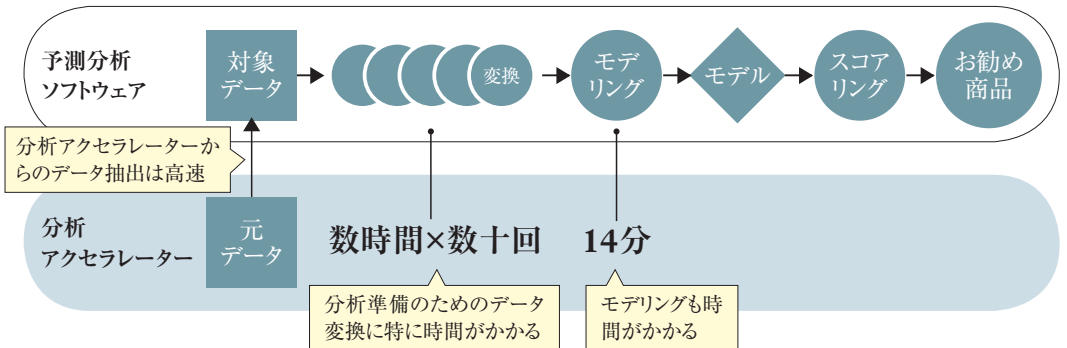 予測分析
ソフトウェア
対象
データ
変換
モデ
リング
モデル
スコア
リング
お勧め
商品
分析アクセラレーターか
らのデータ抽出は高速
分析
アクセラレーター
元
データ
数時間×数十回
14分
分析準備のためのデータ
変換に特に時間がかかる
モデリングも時
間がかかる